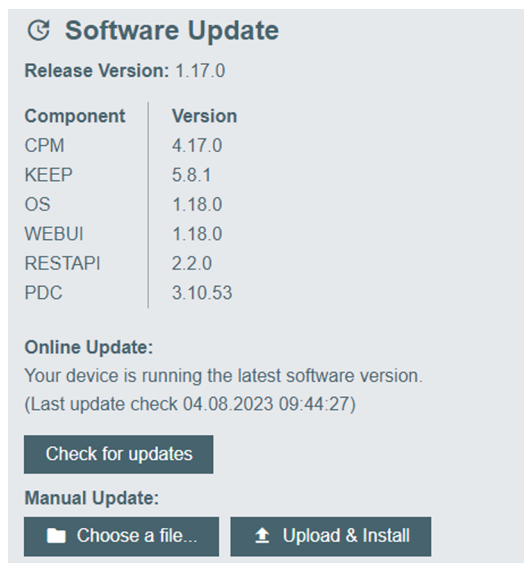 Software Update
Release Version: 1.17.0
Component Version
CPM 4.17.0
KEEP 5.8.1
OS 1.18.0
WEBUI 1.18.0
RESTAPI 2.2.0
PDC 3.10.53
Online Update:
Your device is running the latest software version.
(Last update check 04.08.2023 09:44:27)
Check for updates
Manual Update:
Choose a file... Upload & Install